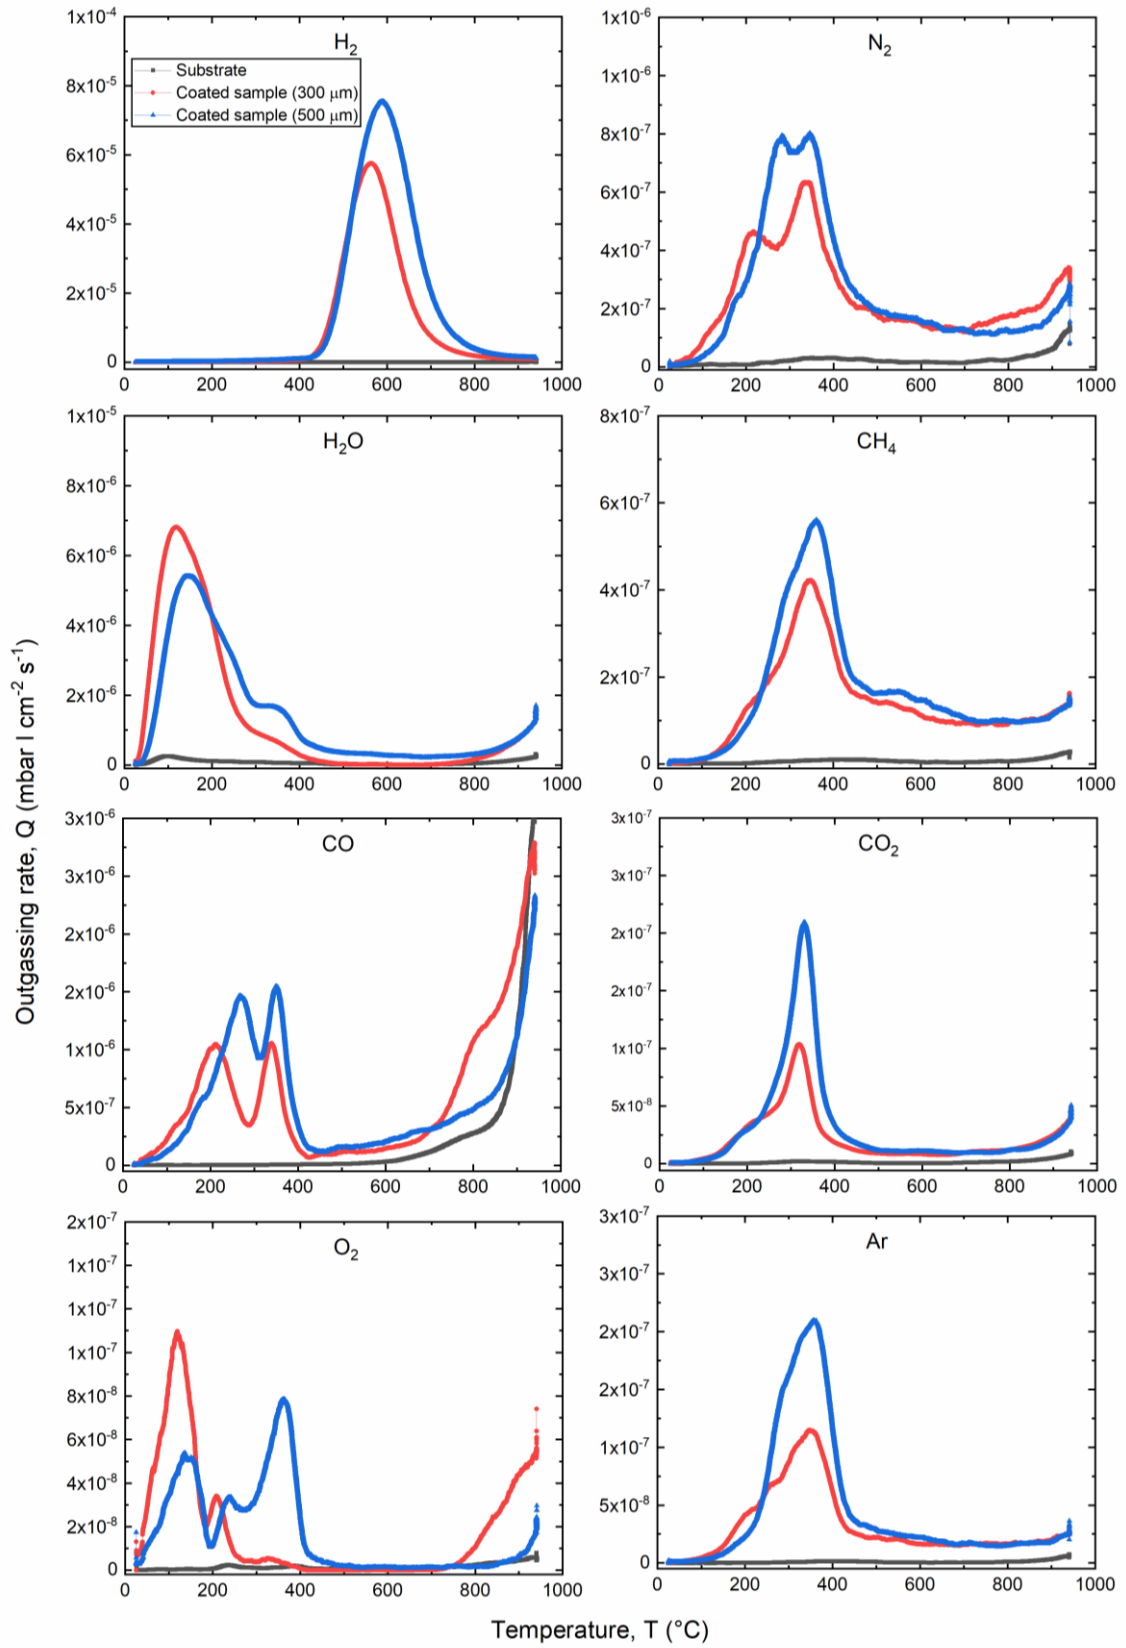 H2
1x10-4
8x10-5
6x10-5
4x10-5
2x10-5
0
0 200 400 600 800 1000
Substrate
Coated sample (300 μm)
Coated sample (500 μm)
N2
1x10-6
1x10-6
8x10-7
6x10-7
4x10-7
2x10-7
0
0 200 400 600 800 1000
H2O
1x10-5
8x10-6
6x10-6
4x10-6
2x10-6
0
0 200 400 600 800 1000
CH4
8x10-7
6x10-7
4x10-7
2x10-7
0
0 200 400 600 800 1000
Outgassing rate, Q (mbar l cm-2 s-1)
CO
3x10-6
3x10-6
2x10-6
2x10-6
1x10-6
5x10-7
0
0 200 400 600 800 1000
CO2
3x10-7
3x10-7
2x10-7
2x10-7
1x10-7
5x10-8
0
0 200 400 600 800 1000
O2
2x10-7
1x10-7
1x10-7
1x10-7
8x10-8
6x10-8
4x10-8
2x10-8
0
0 200 400 600 800 1000
Ar
3x10-7
3x10-7
2x10-7
2x10-7
1x10-7
5x10-8
0
0 200 400 600 800 1000
Temperature, T (°C)